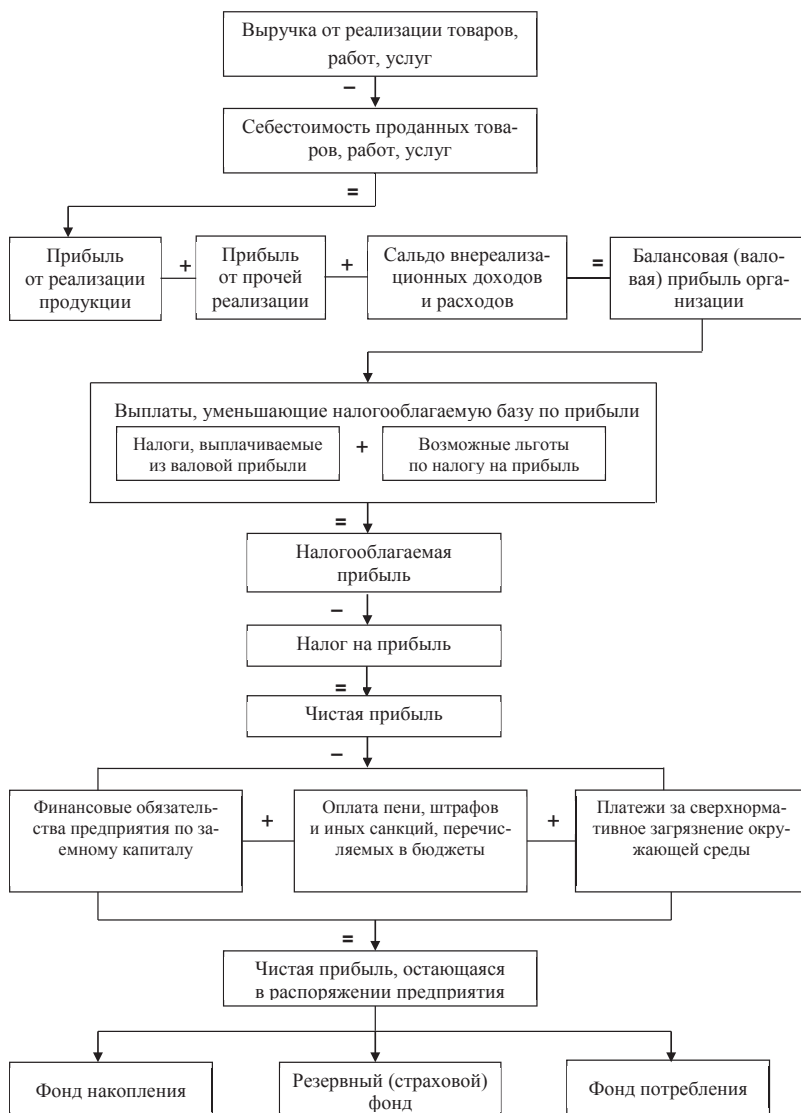 Выручка от реализации товаров,
работ, услуг
–
Себестоимость проданных това-
ров, работ, услуг
=
Прибыль
от реализации
продукции
+
Прибыль
от прочей
реализации
+
Сальдо внереализа-
ционных доходов
и расходов
=
Балансовая (вало-
вая) прибыль орга-
низации
Выплаты, уменьшающие налогооблагаемую базу по прибыли
Налоги, выплачиваемые
из валовой прибыли
+
Возможные льготы
по налогу на прибыль
=
Налогооблагаемая
прибыль
–
Налог на прибыль
=
Чистая прибыль
–
Финансовые обязатель-
ства предприятия по за-
емному капиталу
+
Оплата пени, штрафов
и иных санкций, перечис-
ляемых в бюджеты
+
Платежи за сверхнорма-
тивное загрязнение окру-
жающей среды
=
Чистая прибыль, остающаяся
в распоряжении предприятия
Фонд накопления
Резервный (страховой)
фонд
Фонд потребления